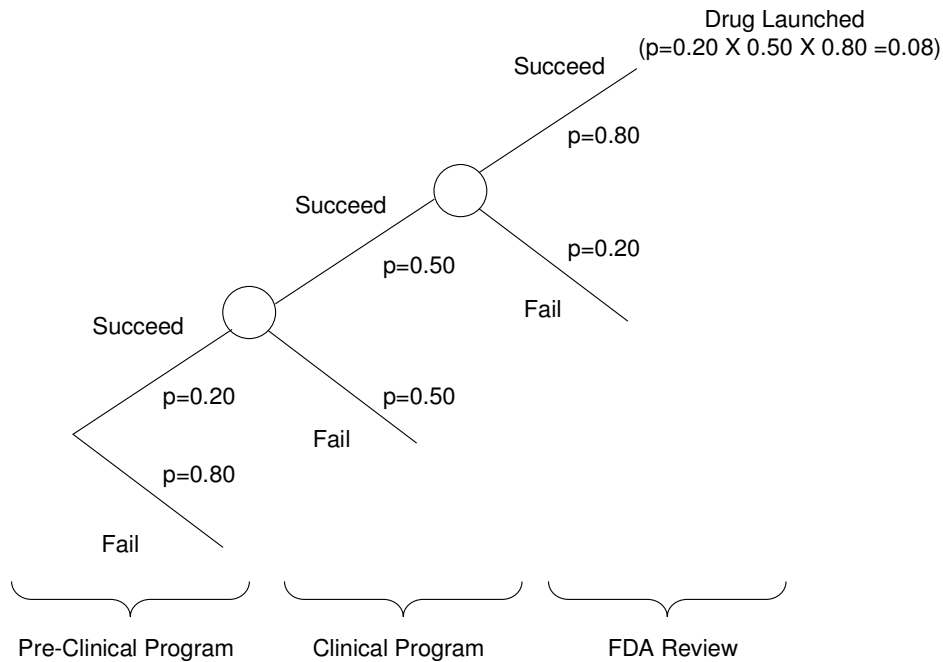 Drug Launched
(p=0.20 X 0.50 X 0.80 =0.08)
Succeed
p=0.80
Succeed
p=0.20
p=0.50
Fail
Succeed
p=0.20
p=0.50
Fail
p=0.80
Fail
Pre-Clinical Program
Clinical Program
FDA Review